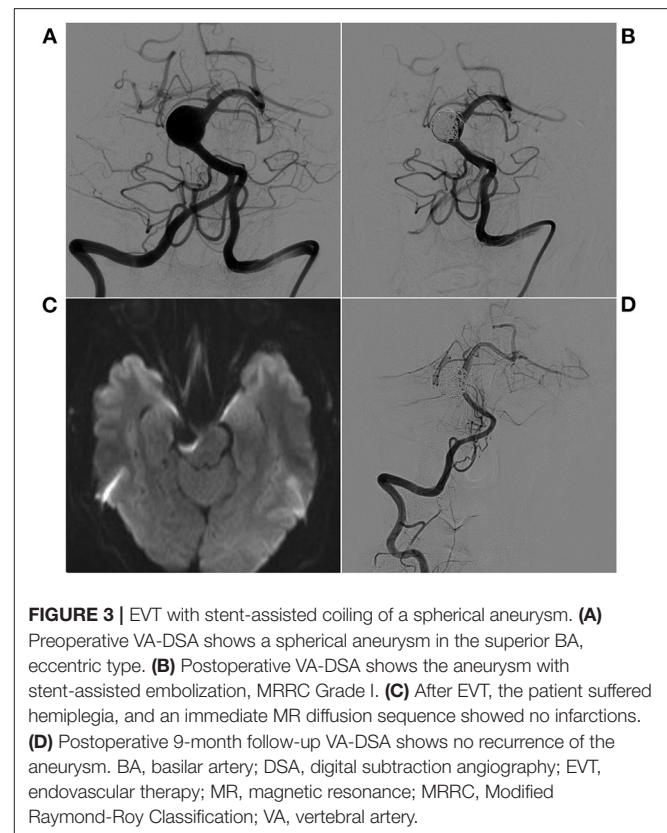 A
B
C
D
FIGURE 3 | EVT with stent-assisted coiling of a spherical aneurysm. (A)
Preoperative VA-DSA shows a spherical aneurysm in the superior BA,
eccentric type. (B) Postoperative VA-DSA shows the aneurysm with
stent-assisted embolization, MRRC Grade I. (C) After EVT, the patient suffered
hemiplegia, and an immediate MR diffusion sequence showed no infarctions.
(D) Postoperative 9-month follow-up VA-DSA shows no recurrence of the
aneurysm. BA, basilar artery; DSA, digital subtraction angiography; EVT,
endovascular therapy; MR, magnetic resonance; MRRC, Modified
Raymond-Roy Classification; VA, vertebral artery.